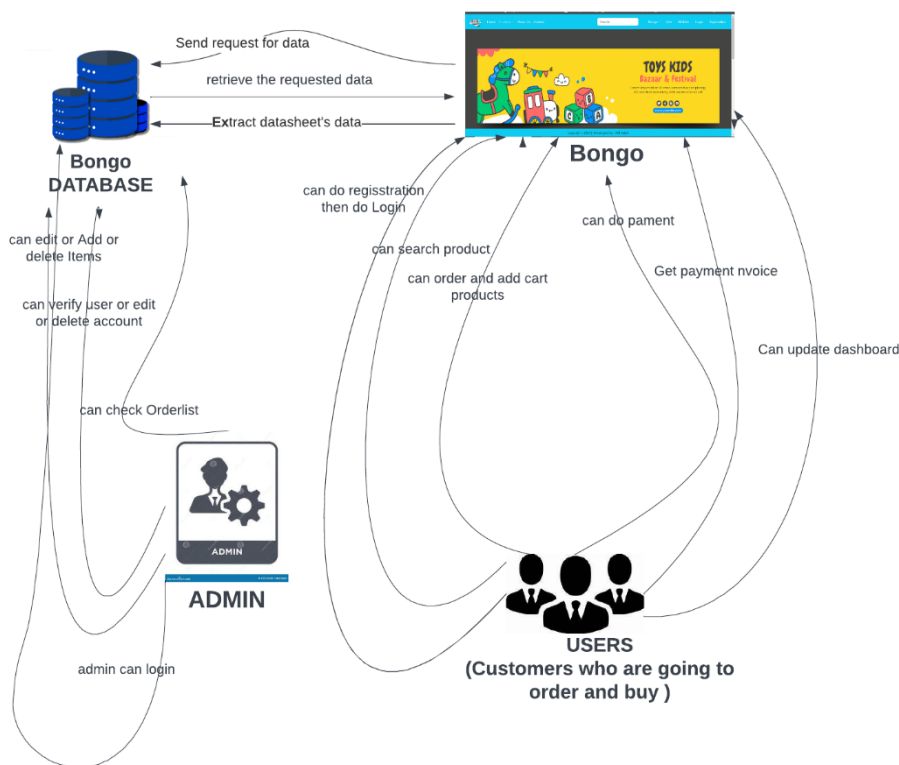 Send request for data
retrieve the requested data
Extract datasheet's data
TOYS KIDS
Bazaar & Festival
Bongo
DATABASE
Bongo
can do regisstration
then do Login
can do pament
can edit or Add or
delete Items
can search product
can order and add cart
products
Get payment nvoice
can verify user or edit
or delete account
Can update dashboard
can check Orderlist
ADMIN
ADMIN
admin can login
USERS
(Customers who are going to
order and buy )